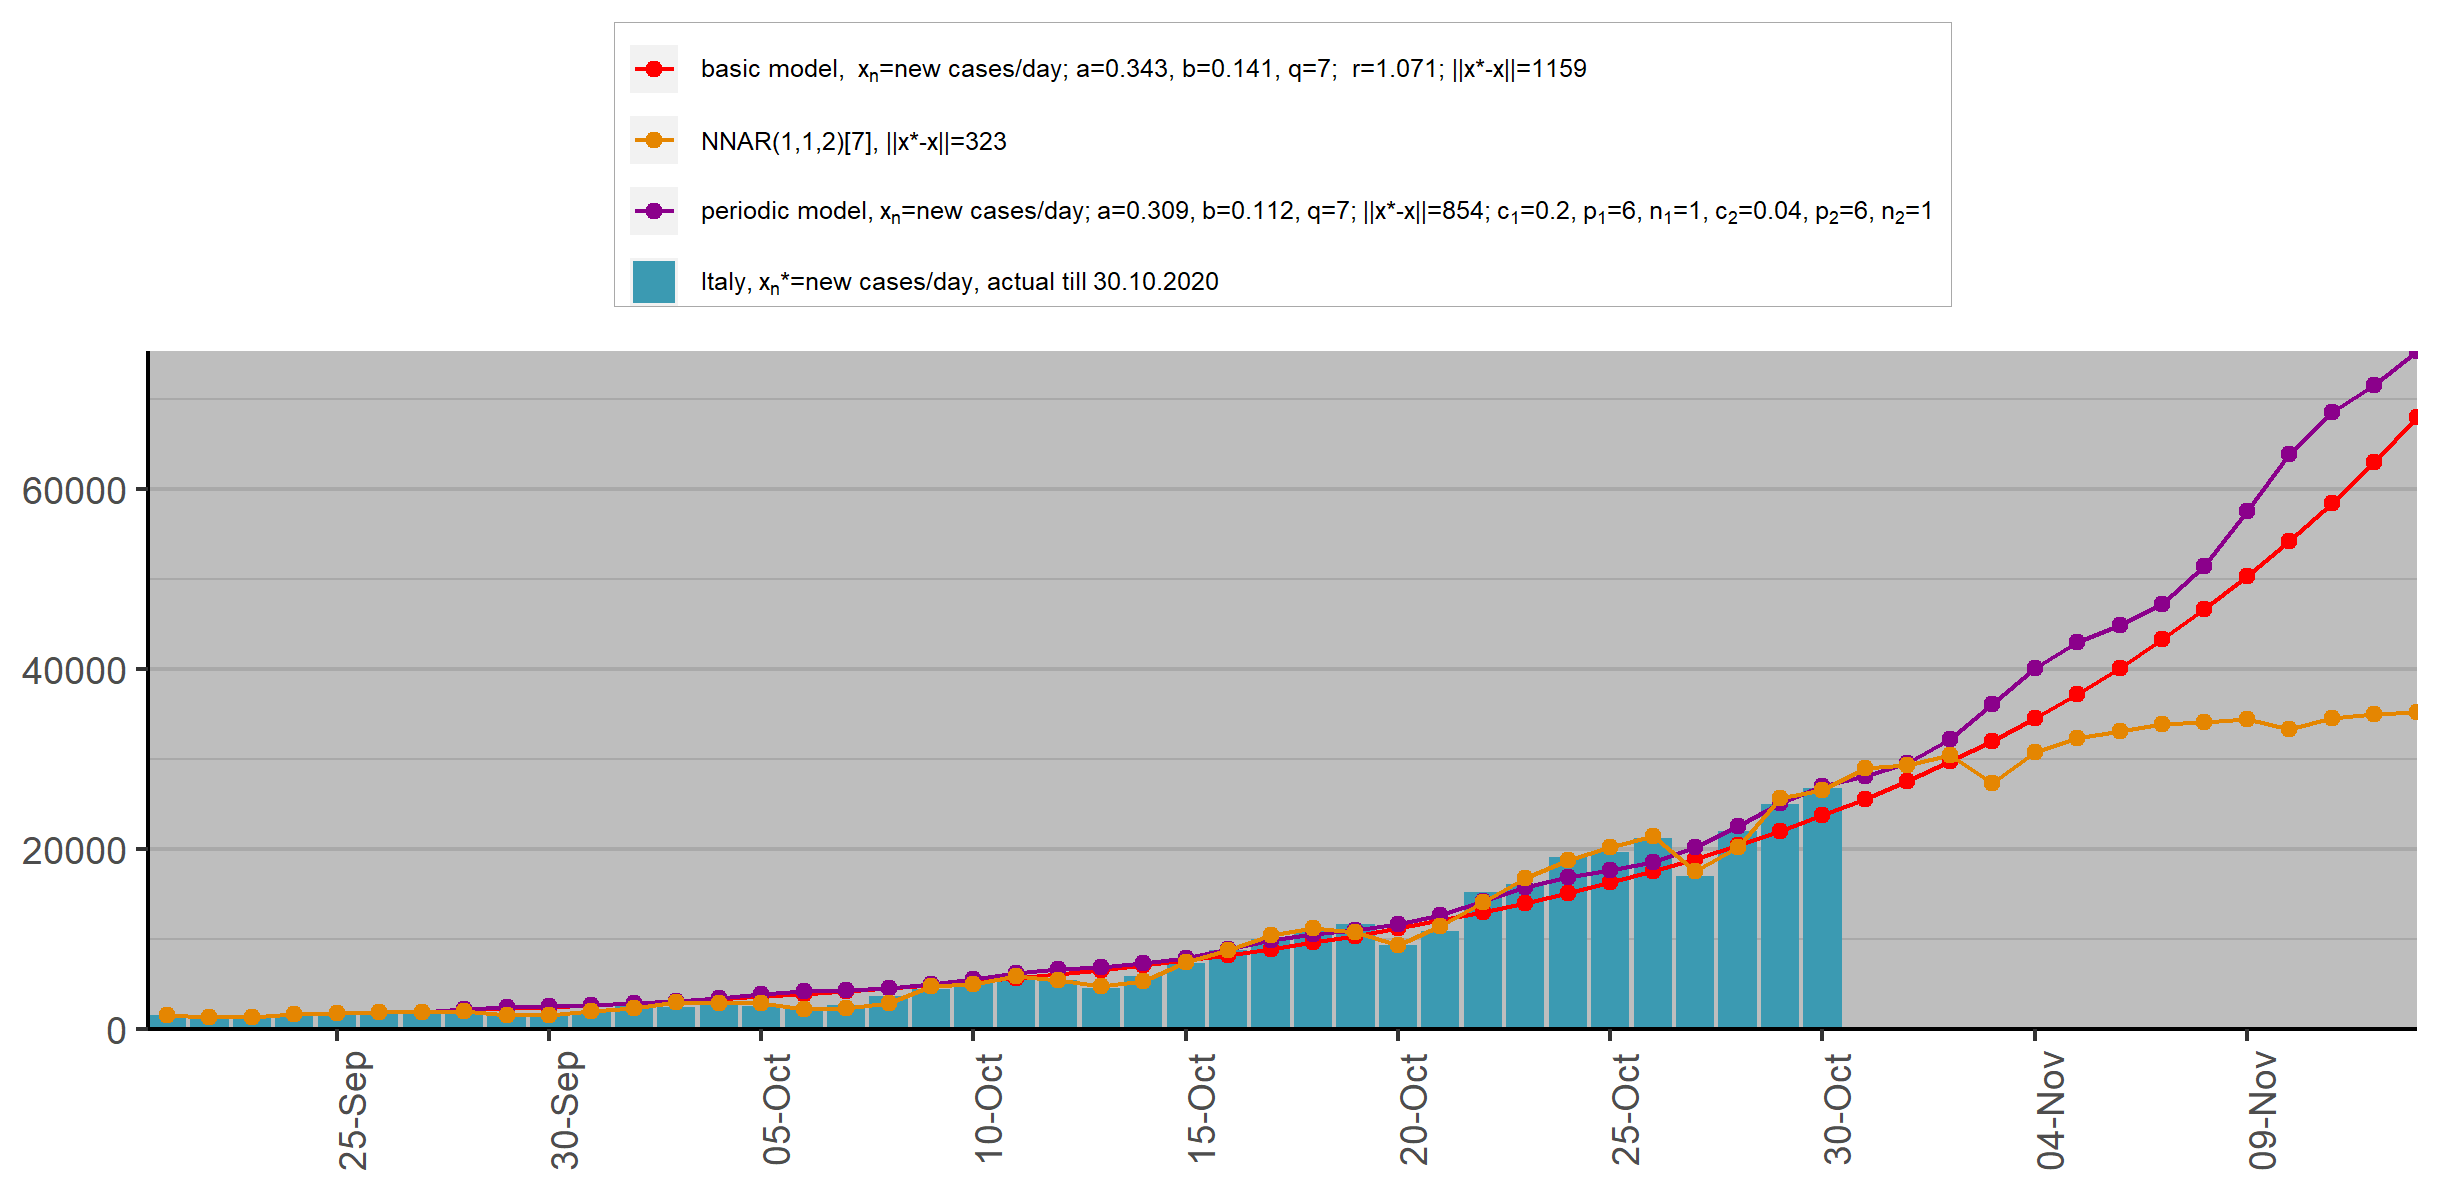 basic model,  xₙ=new cases/day; a=0.343, b=0.141, q=7;  r=1.071; ||x*-x||=1159
NNAR(1,1,2)[7], ||x*-x||=323
periodic model, xₙ=new cases/day; a=0.309, b=0.112, q=7; ||x*-x||=854; c₁=0.2, p₁=6, n₁=1, c₂=0.04, p₂=6, n₂=1
Italy, xₙ*=new cases/day, actual till 30.10.2020
60000
40000
20000
0
25-Sep
30-Sep
05-Oct
10-Oct
15-Oct
20-Oct
25-Oct
30-Oct
04-Nov
09-Nov